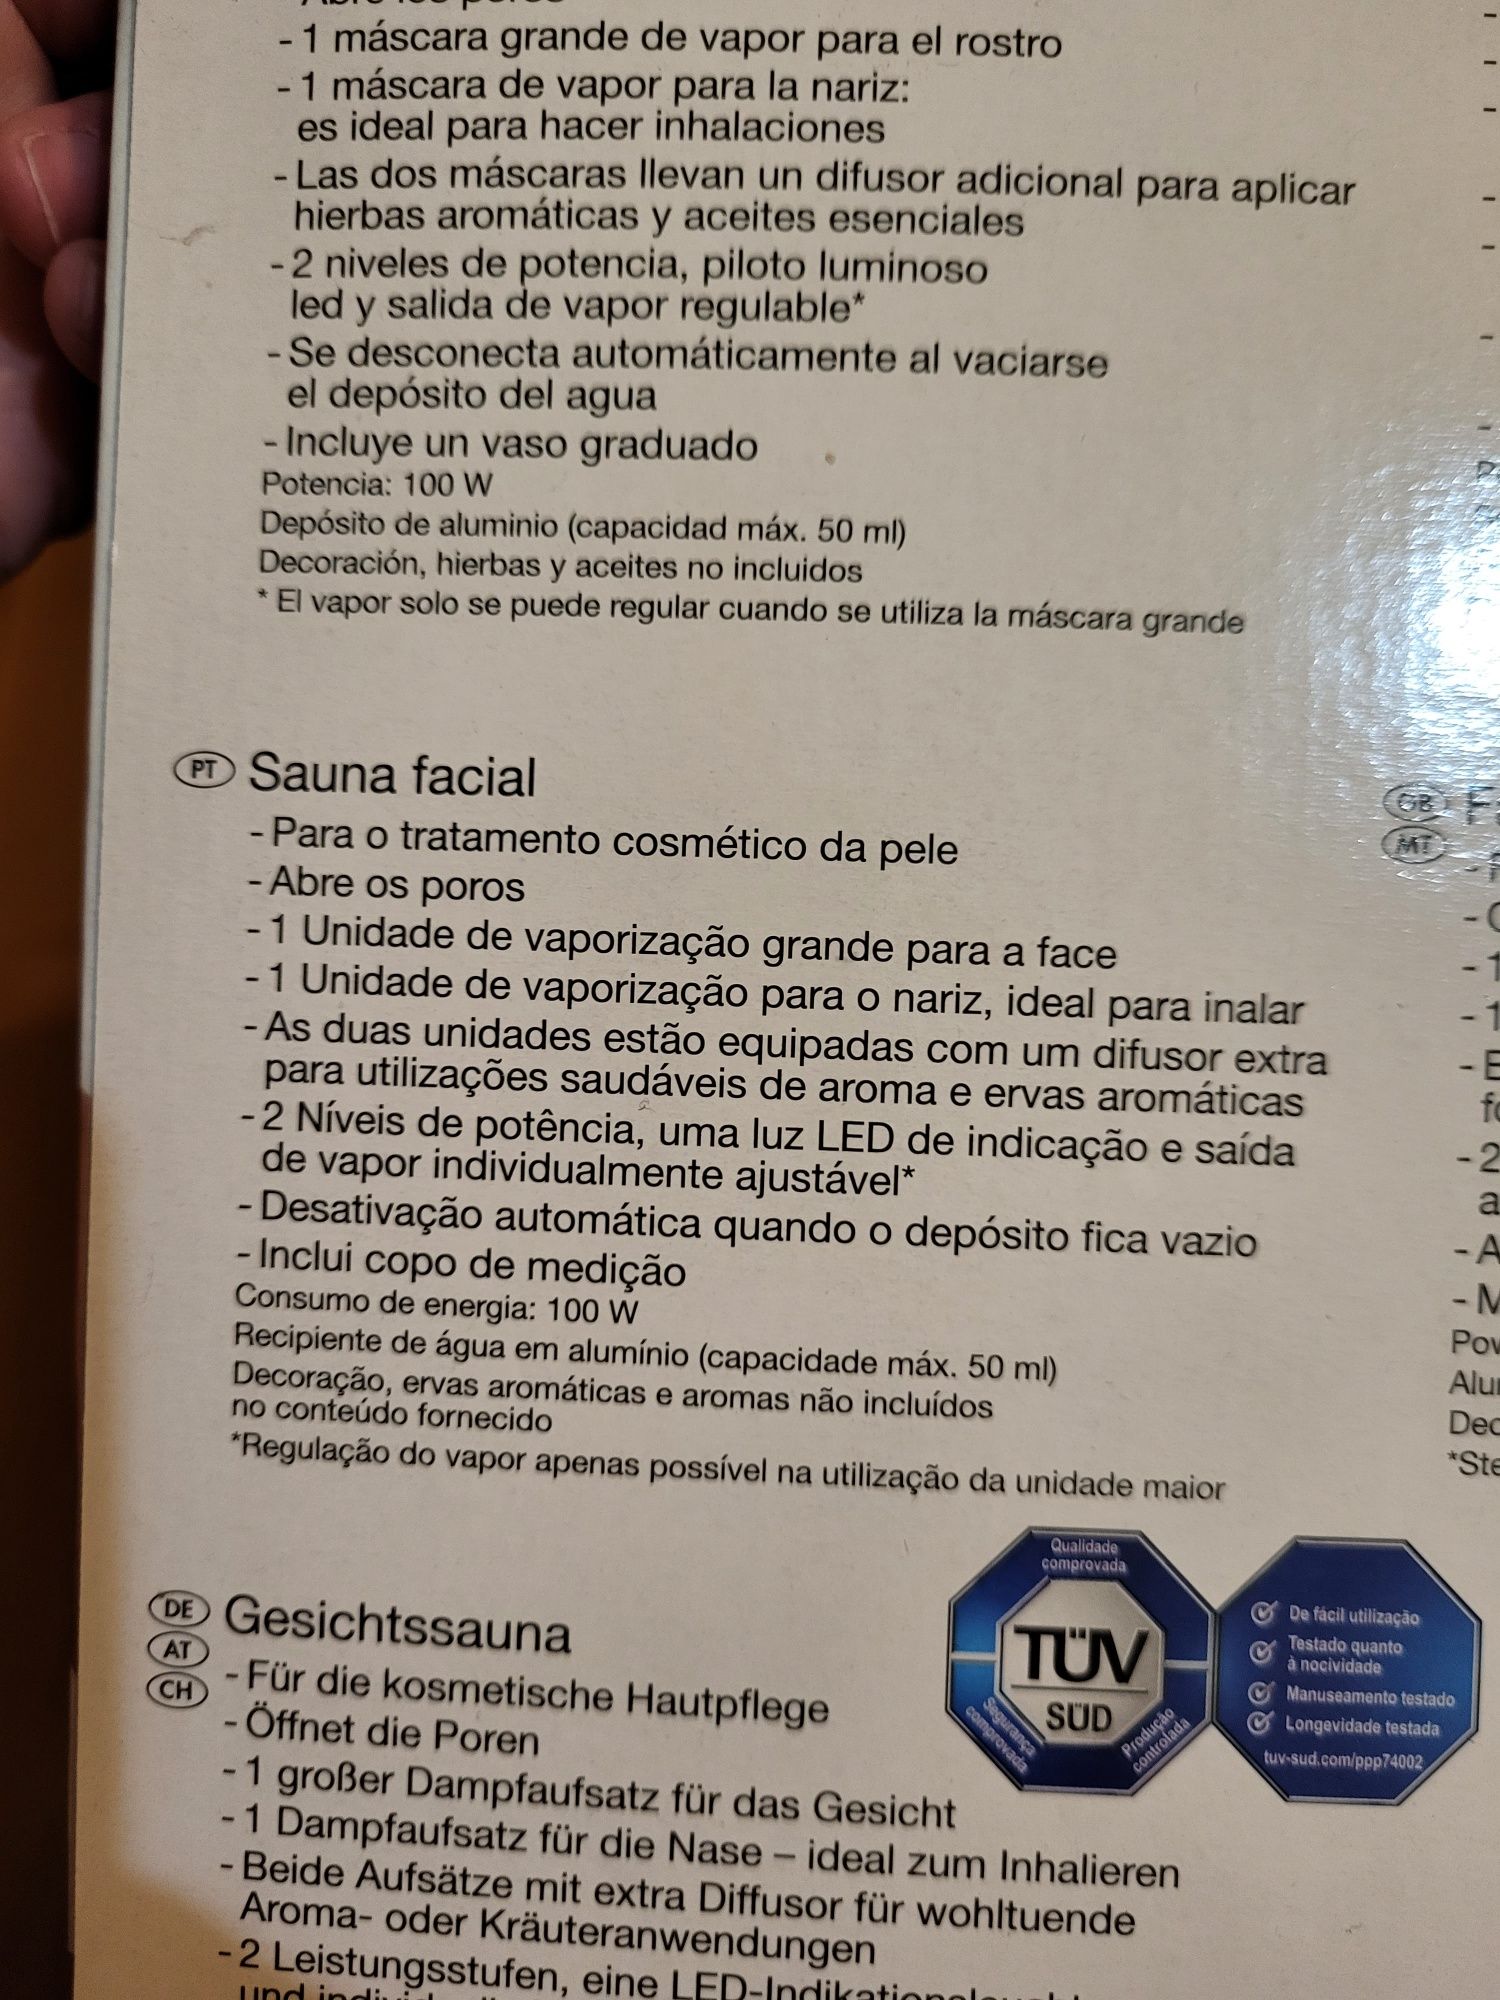 - 1 máscara grande de vapor para el rostro
- 1 máscara de vapor para la nariz:
es ideal para hacer inhalaciones
- Las dos máscaras llevan un difusor adicional para aplicar
hierbas aromáticas y aceites esenciales
- 2 niveles de potencia, piloto luminoso
led y salida de vapor regulable*
- Se desconecta automáticamente al vaciarse
el depósito del agua
- Incluye un vaso graduado
Potencia: 100 W
Depósito de aluminio (capacidad máx. 50 ml)
Decoración, hierbas y aceites no incluidos
* El vapor solo se puede regular cuando se utiliza la máscara grande
PT Sauna facial
- Para o tratamento cosmético da pele
- Abre os poros
- 1 Unidade de vaporização grande para a face
- 1 Unidade de vaporização para o nariz, ideal para inalar
- As duas unidades estão equipadas com um difusor extra
para utilizações saudáveis de aroma e ervas aromáticas
- 2 Níveis de potência, uma luz LED de indicação e saída
de vapor individualmente ajustável*
- Desativação automática quando o depósito fica vazio
- Inclui copo de medição
Consumo de energia: 100 W
Recipiente de água em alumínio (capacidade máx. 50 ml)
Decoração, ervas aromáticas e aromas não incluídos
no conteúdo fornecido
*Regulação do vapor apenas possível na utilização da unidade maior
DE
AT
CH
Gesichtssauna
- Für die kosmetische Hautpflege
- Öffnet die Poren
- 1 großer Dampfaufsatz für das Gesicht
- 1 Dampfaufsatz für die Nase – ideal zum Inhalieren
- Beide Aufsätze mit extra Diffusor für wohltuende
Aroma- oder Kräuteranwendungen
- 2 Leistungsstufen, eine
Qualidade
comprovada
TÜV
SÜD
Segurança
comprovada
Produção
controlada
De fácil utilização
Testado quanto
à nocividade
Manuseamento testado
Longevidade testada
tuv-sud.com/ppp74002
GB
MT